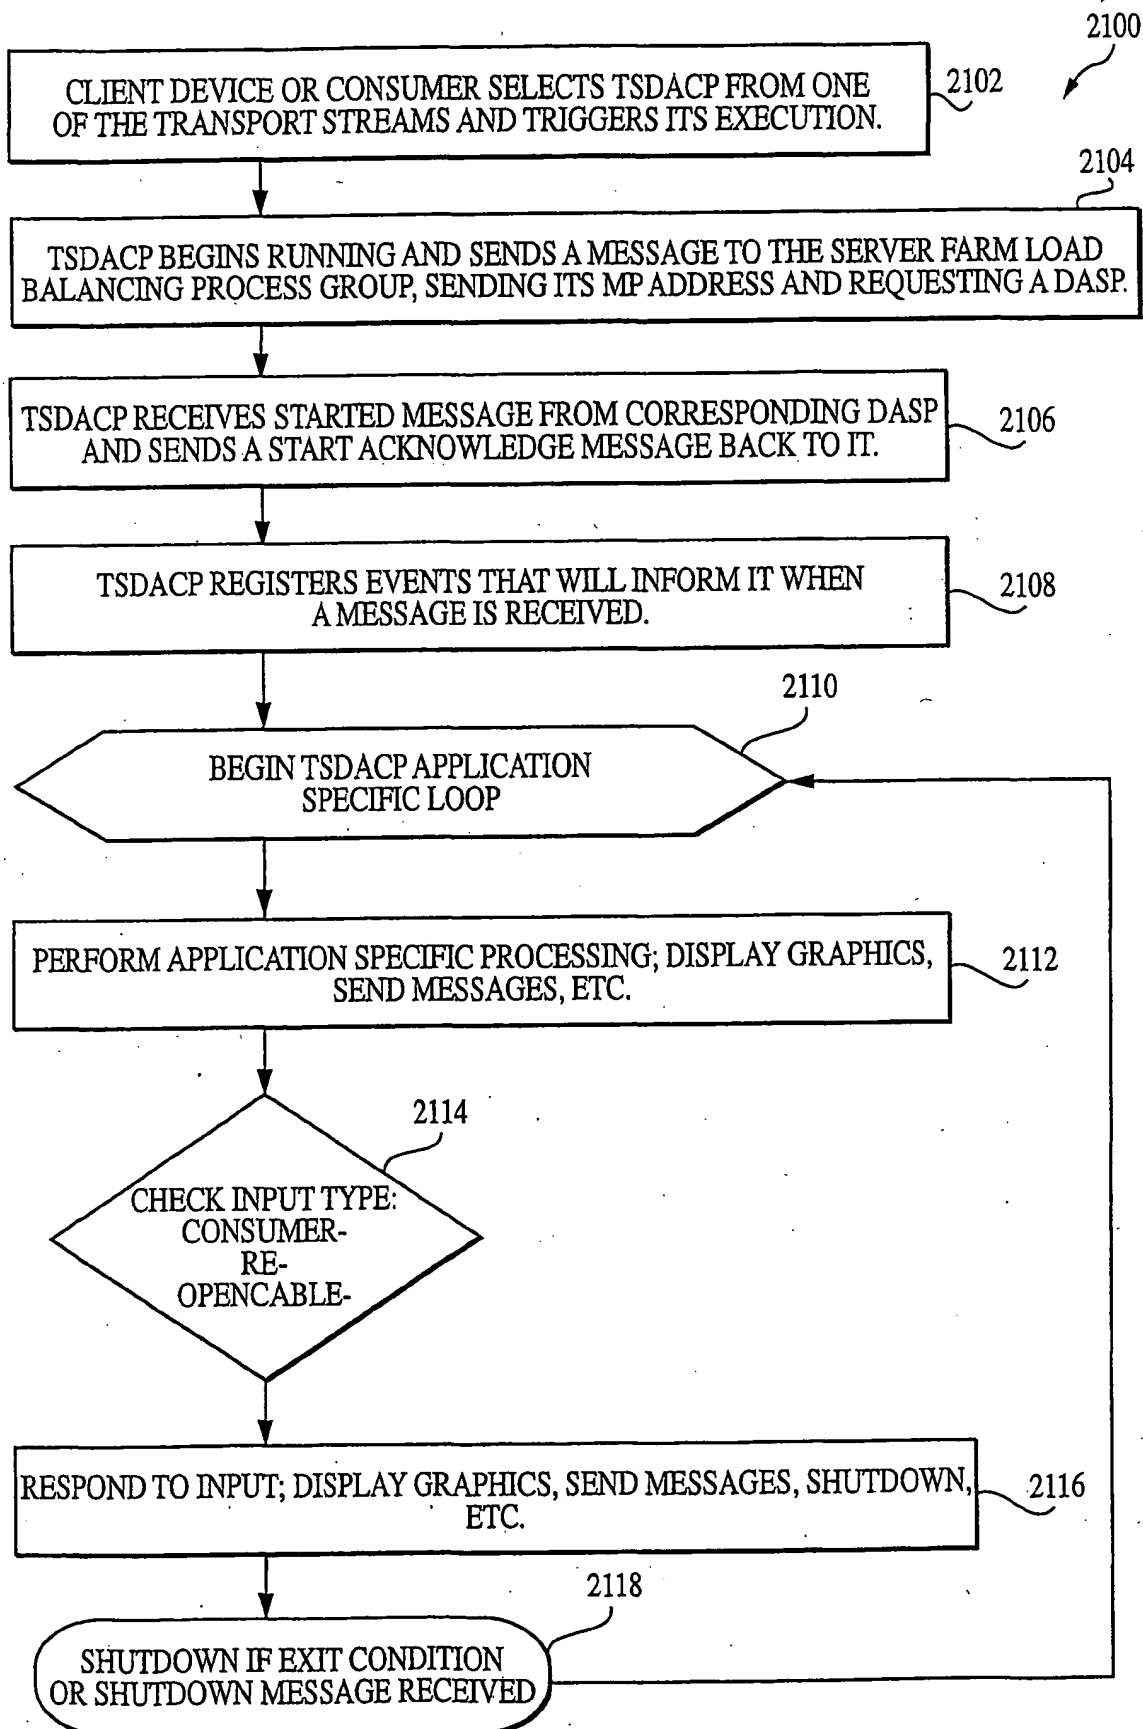 2100
CLIENT DEVICE OR CONSUMER SELECTS TSDACP FROM ONE
OF THE TRANSPORT STREAMS AND TRIGGERS ITS EXECUTION.
2102
2104
TSDACP BEGINS RUNNING AND SENDS A MESSAGE TO THE SERVER FARM LOAD
BALANCING PROCESS GROUP, SENDING ITS MP ADDRESS AND REQUESTING A DASP.
TSDACP RECEIVES STARTED MESSAGE FROM CORRESPONDING DASP
AND SENDS A START ACKNOWLEDGE MESSAGE BACK TO IT.
2106
TSDACP REGISTERS EVENTS THAT WILL INFORM IT WHEN
A MESSAGE IS RECEIVED.
2108
2110
BEGIN TSDACP APPLICATION
SPECIFIC LOOP
PERFORM APPLICATION SPECIFIC PROCESSING; DISPLAY GRAPHICS,
SEND MESSAGES, ETC.
2112
2114
CHECK INPUT TYPE:
CONSUMER-
RE-
OPENCABLE-
RESPOND TO INPUT; DISPLAY GRAPHICS, SEND MESSAGES, SHUTDOWN,
ETC.
2116
2118
SHUTDOWN IF EXIT CONDITION
OR SHUTDOWN MESSAGE RECEIVED